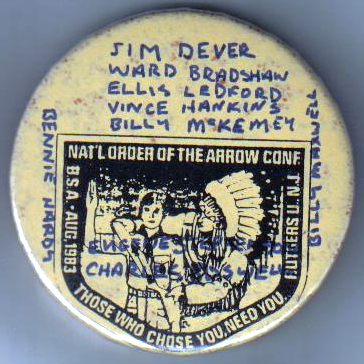 JIM DEVER
WARD BRADSHAW
ELLIS LEDFORD
VINCE HANKINS
BILLY McKEMEY
BENNIE HARDY
BILLY MAXWELL
NAT'L ORDER OF THE ARROW CONF.
B.S.A. AUG. 1983
RUTGERS U. N.J.
CHARLES
THOSE WHO CHOSE YOU, NEED YOU.